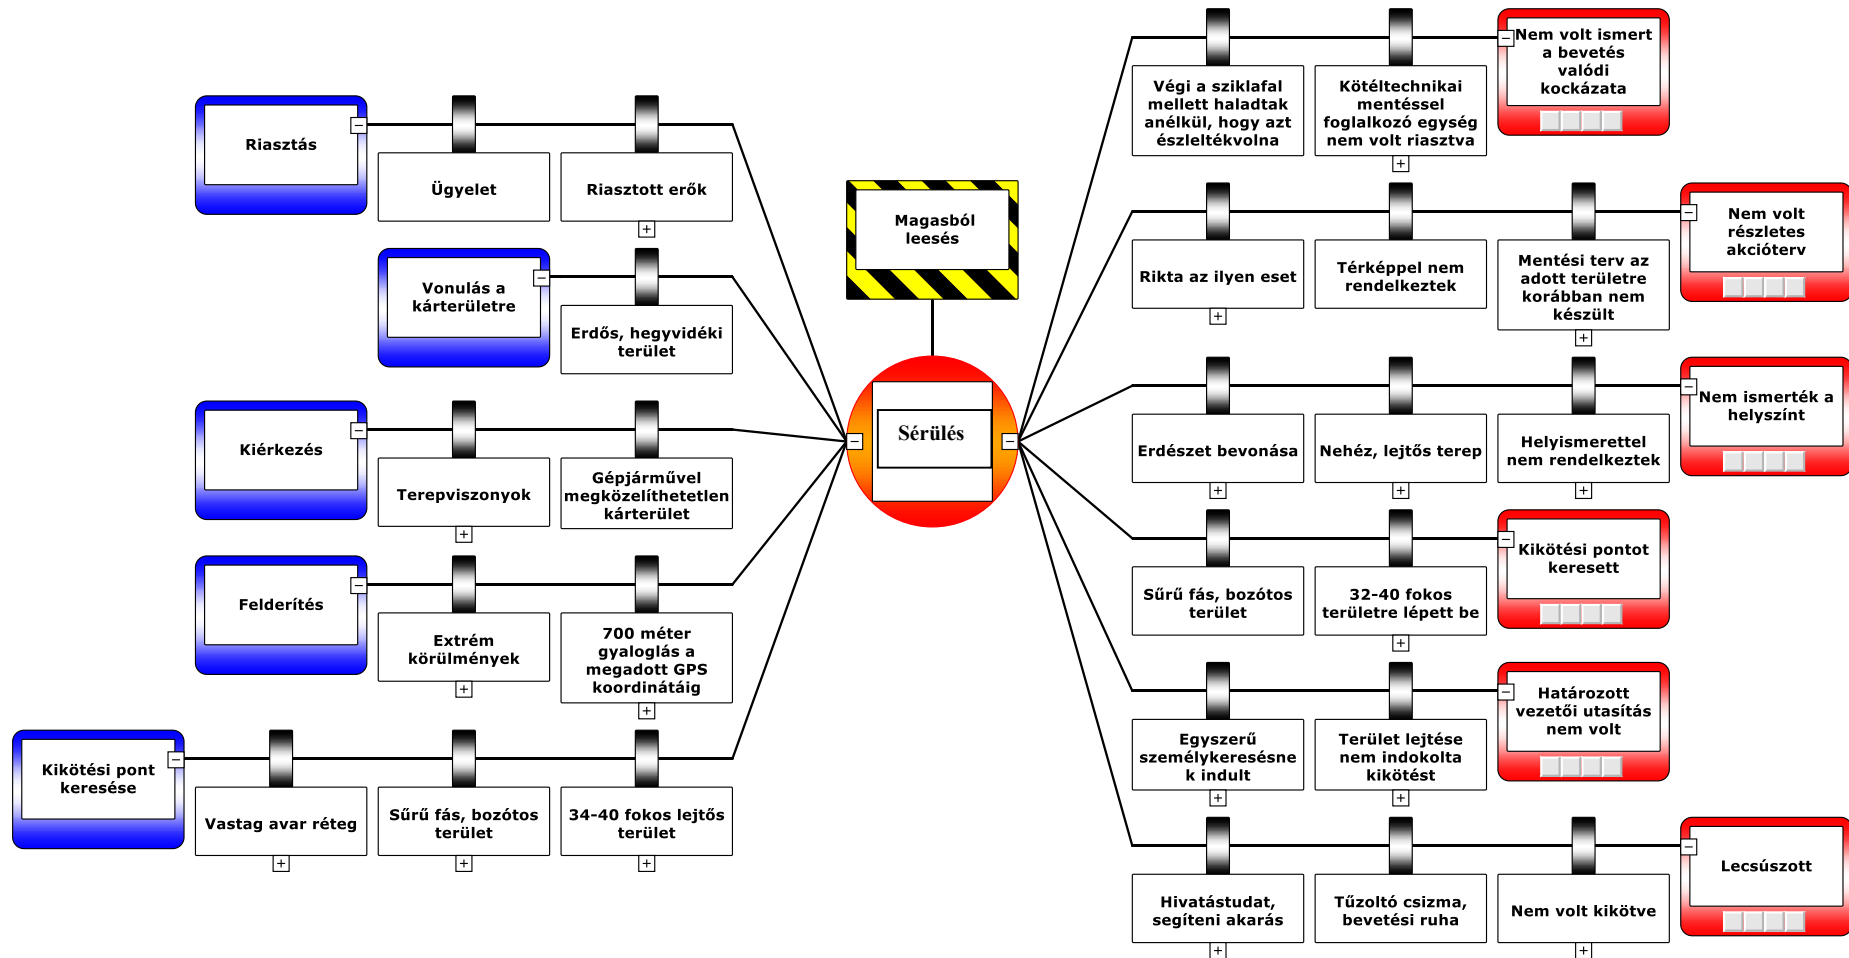 Riasztás
Ügyelet
Riasztott erők
Vonulás a
kárterületre
Erdős, hegyvidéki
terület
Kiérkezés
Terepviszonyok
Gépjárművel
megközelíthetetlen
kárterület
Felderítés
Extrém
körülmények
700 méter
gyaloglás a
megadott GPS
koordinátáig
Kikötési pont
keresése
Vastag avar réteg
Sűrű fás, bozótos
terület
34-40 fokos lejtős
terület
Magasból
leesés
Sérülés
Végi a sziklafal
mellett haladtak
anélkül, hogy azt
észleltékvolna
Kötéltechnikai
mentéssel
foglalkozó egység
nem volt riasztva
Nem volt ismert
a bevetés
valódi
kockázata
Rikta az ilyen eset
Térképpel nem
rendelkeztek
Mentési terv az
adott területre
korábban nem
készült
Nem volt
részletes
akcióterv
Erdészet bevonása
Nehéz, lejtős terep
Helyismerettel
nem rendelkeztek
Nem ismerték a
helyszínt
Sűrű fás, bozótos
terület
32-40 fokos
területre lépett be
Kikötési pontot
keresett
Egyszerű
személykeresésne
k indult
Terület lejtése
nem indokolta
kikötést
Határozott
vezetői utasítás
nem volt
Hivatástudat,
segíteni akarás
Tűzoltó csizma,
bevetési ruha
Nem volt kikötve
Lecsúszott